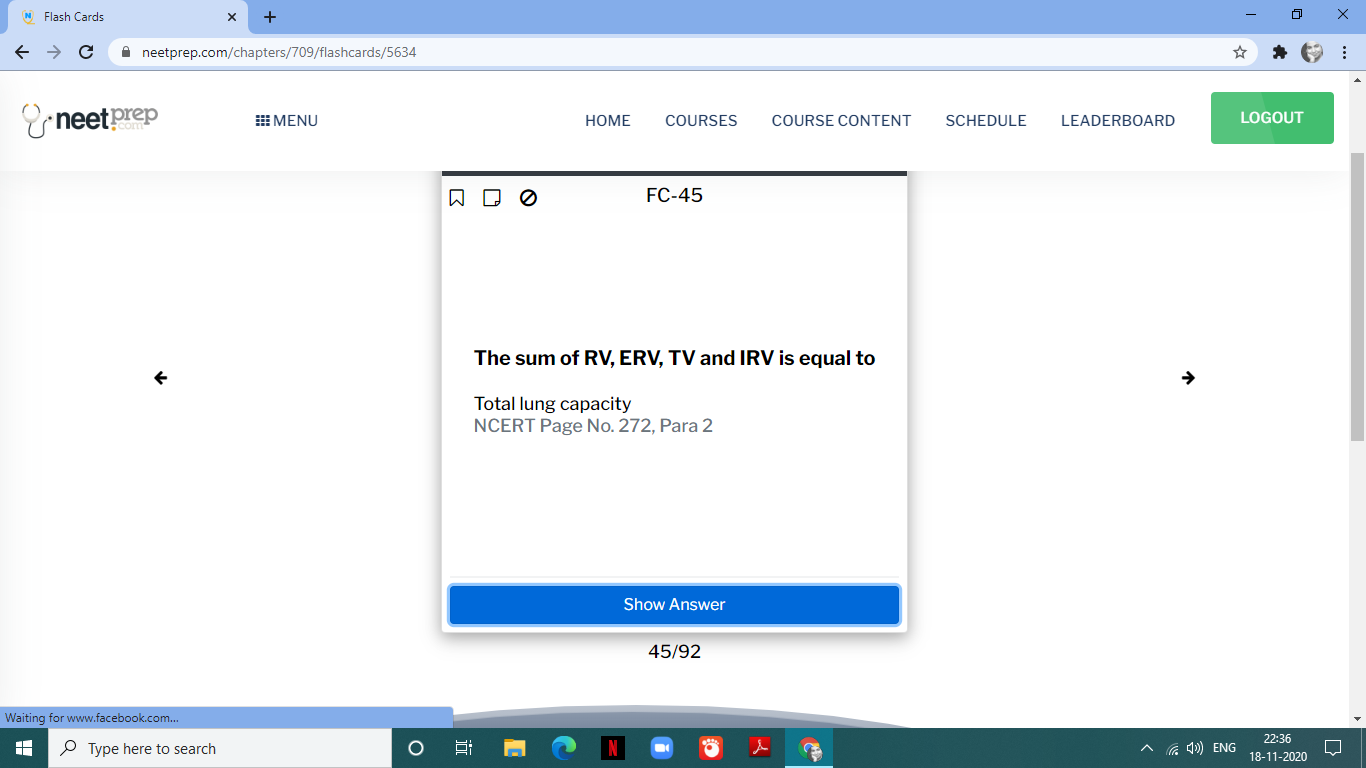 Flash Cards
neetprep.com/chapters/709/flashcards/5634
neetprep
.com
MENU
HOME
COURSES
COURSE CONTENT
SCHEDULE
LEADERBOARD
LOGOUT
FC-45
The sum of RV, ERV, TV and IRV is equal to
Total lung capacity
NCERT Page No. 272, Para 2
Show Answer
45/92
Waiting for www.facebook.com...
Type here to search
ENG
22:36
18-11-2020